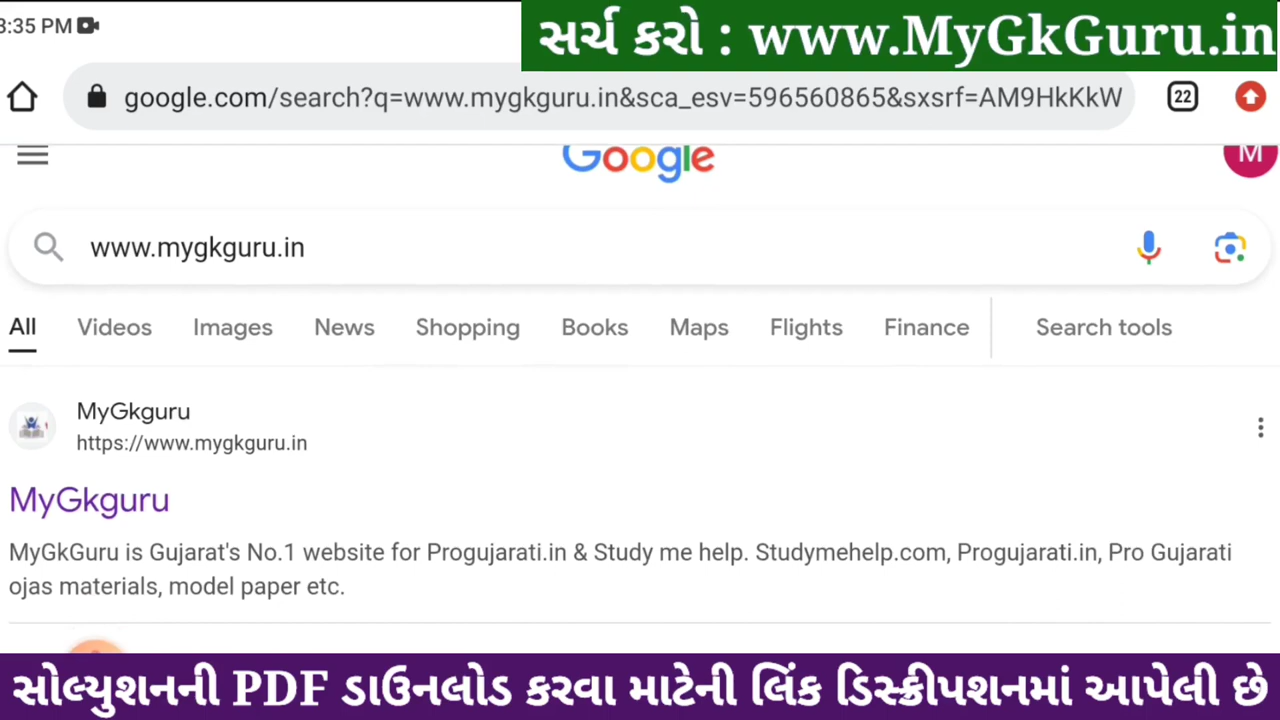 3:35 PM
સર્ચ કરો : www.MyGkGuru.in
google.com/search?q=www.mygkguru.in&sca_esv=596560865&sxsrf=AM9HkKkW
22
Google
M
www.mygkguru.in
All Videos Images News Shopping Books Maps Flights Finance Search tools
MyGkguru
https://www.mygkguru.in
MyGkguru
MyGkGuru is Gujarat's No.1 website for Progujarati.in & Study me help. Studymehelp.com, Progujarati.in, Pro Gujarati
ojas materials, model paper etc.
સોલ્યુશનની PDF ડાઉનલોડ કરવા માટેની લિંક ડિસ્ક્રીપશનમાં આપેલી છે